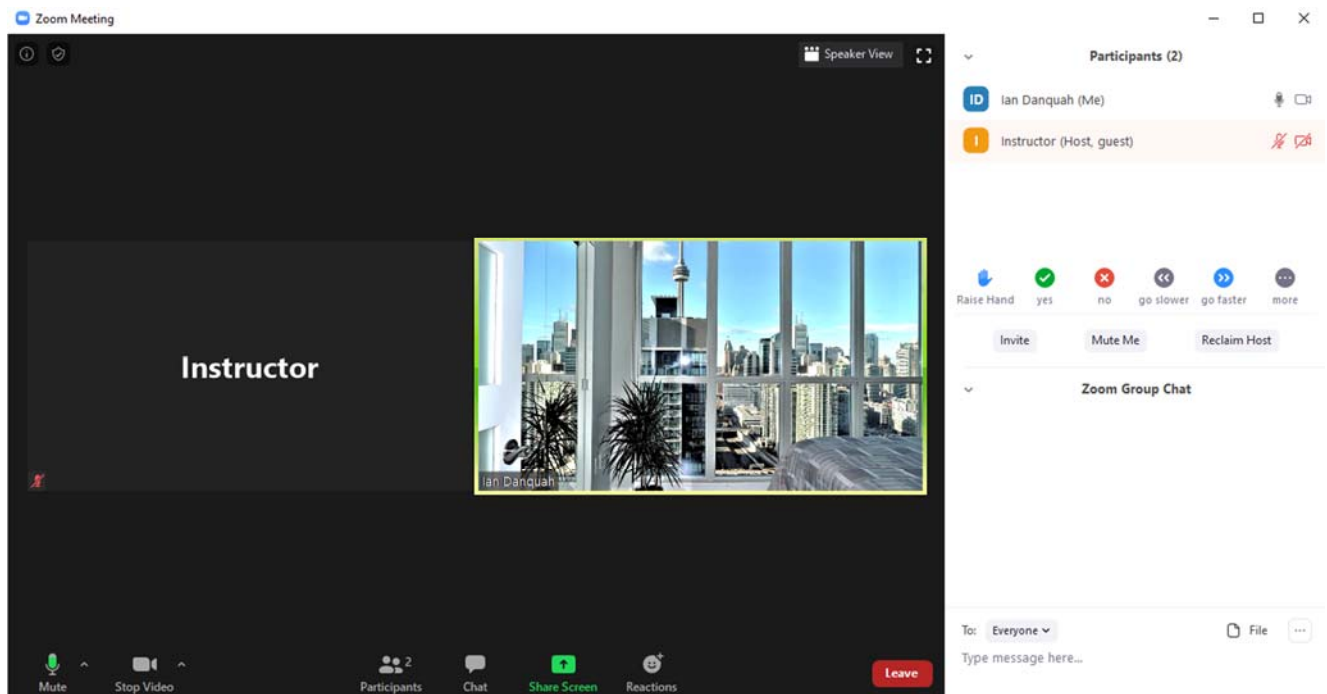 Zoom Meeting
Speaker View
Instructor
Ian Danquah
Mute
Stop Video
2
Participants
Chat
Share Screen
Reactions
Leave
Participants (2)
ID Ian Danquah (Me)
I Instructor (Host, guest)
Raise Hand yes no go slower go faster more
Invite Mute Me Reclaim Host
Zoom Group Chat
To: Everyone File
Type message here...